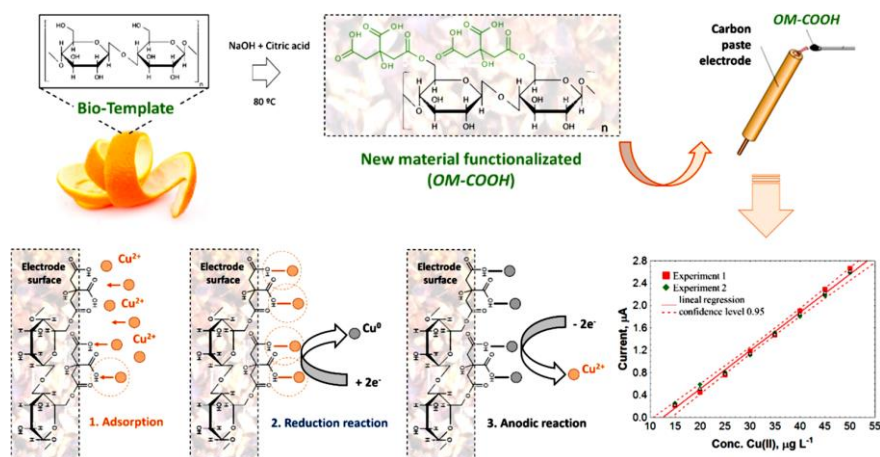 Bio-Template
n
NaOH + Citric acid
80 ºC
n
New material functionalizated
(OM-COOH)
Carbon
paste
electrode
OM-COOH
Electrode
surface
Cu2+
Cu2+
Cu2+
1. Adsorption
Electrode
surface
Cu0
+ 2e-
2. Reduction reaction
Electrode
surface
- 2e-
Cu2+
3. Anodic reaction
Current, µA
2.8
2.4
2.0
1.6
1.2
0.8
0.4
0.0
Experiment 1
Experiment 2
lineal regression
confidence level 0.95
10 15 20 25 30 35 40 45 50 55
Conc. Cu(II), µg L-1